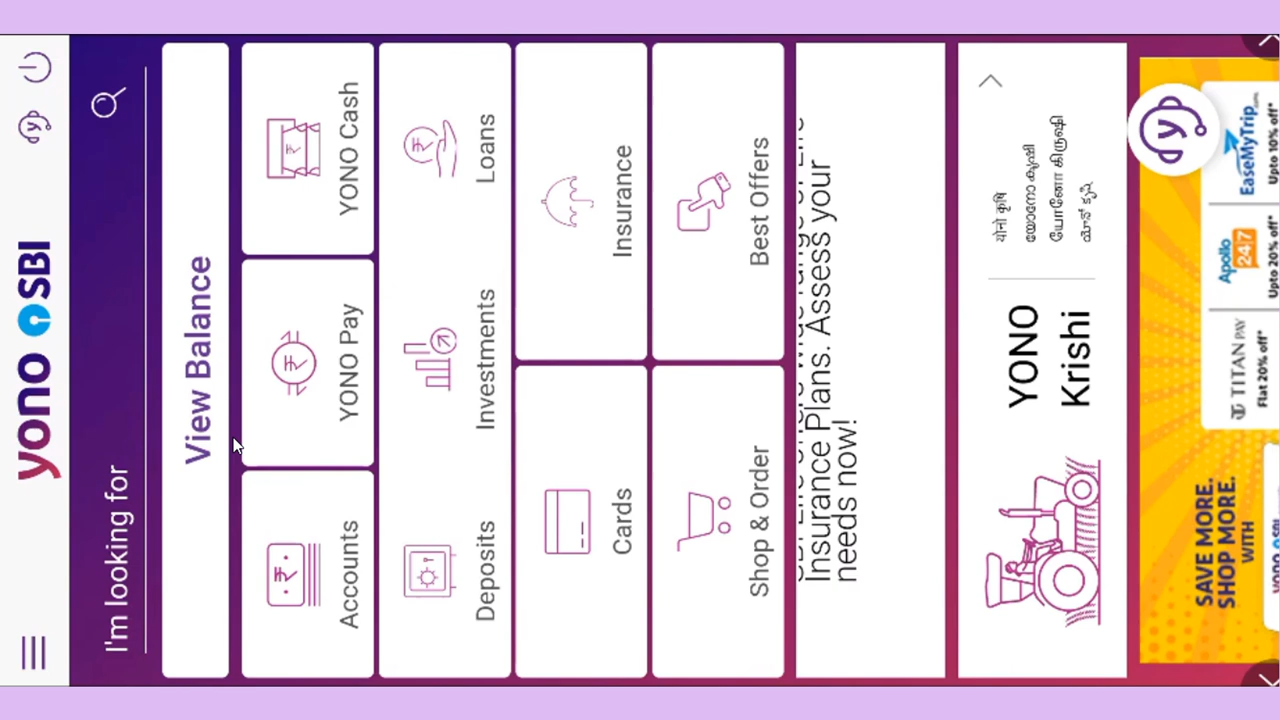 yono SBI
I'm looking for
View Balance
Accounts
YONO Pay
YONO Cash
Deposits
Investments
Loans
Cards
Insurance
Shop & Order
Best Offers
Insurance Plans. Assess your
needs now!
YONO
Krishi
योनो कृषि
യോനോ കൃഷി
யோனோ கிருஷி
ಯೋನೋ ಕೃಷಿ
SAVE MORE.
SHOP MORE.
WITH
TITAN PAY
Flat 20% off*
Apollo
24|7
Upto 20% off*
EaseMyTrip.com
Upto 10% off*